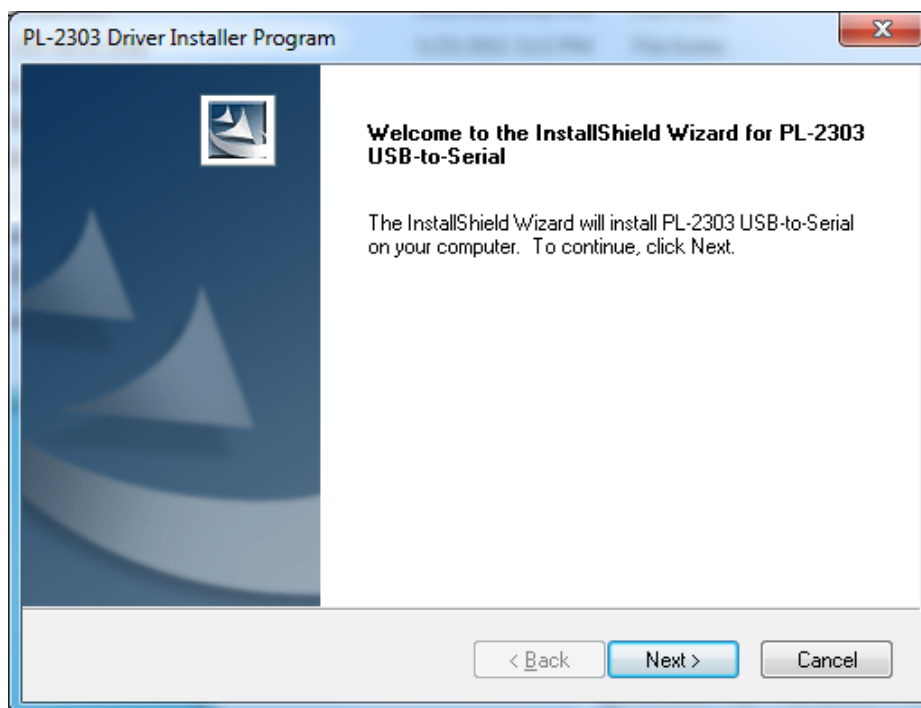 PL-2303 Driver Installer Program
Welcome to the InstallShield Wizard for PL-2303
USB-to-Serial
The InstallShield Wizard will install PL-2303 USB-to-Serial
on your computer.  To continue, click Next.
< Back
Next >
Cancel